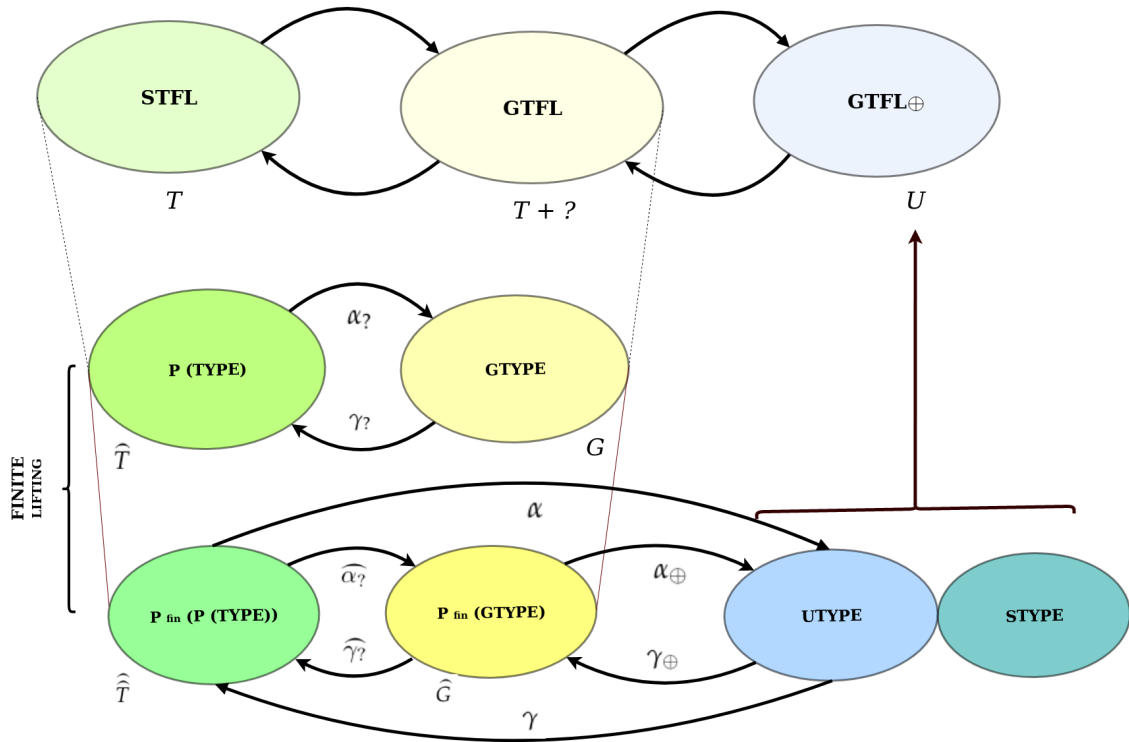 STFL
GTFL
GTFL⊕
T
T + ?
U
α?
P (TYPE)
GTYPE
γ?
T̂
G
FINITE
LIFTING
α
α̂?
α⊕
P fin (P (TYPE))
P fin (GTYPE)
UTYPE
STYPE
γ̂?
γ⊕
T̂̂
Ĝ
γ